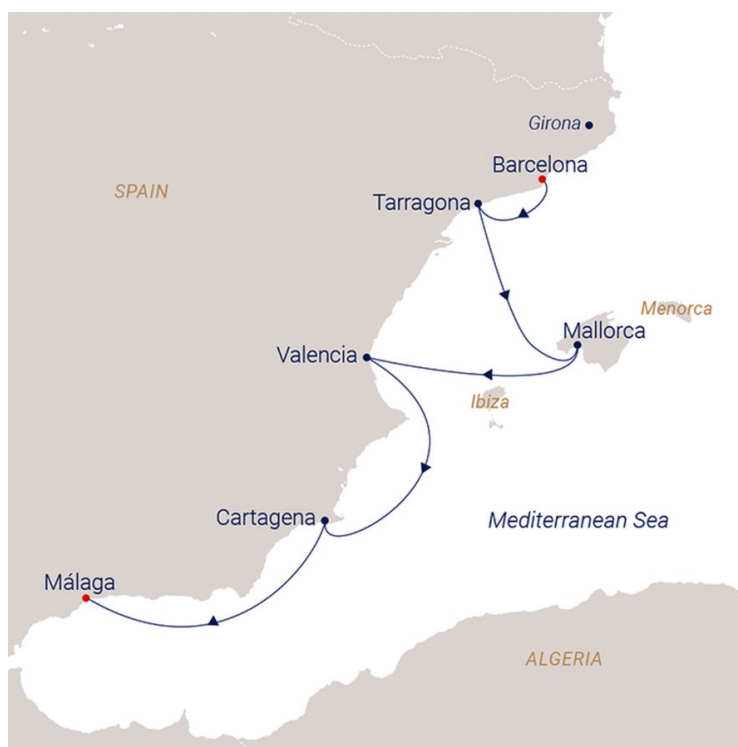 Girona
Barcelona
SPAIN
Tarragona
Menorca
Mallorca
Valencia
Ibiza
Cartagena
Mediterranean Sea
Málaga
ALGERIA